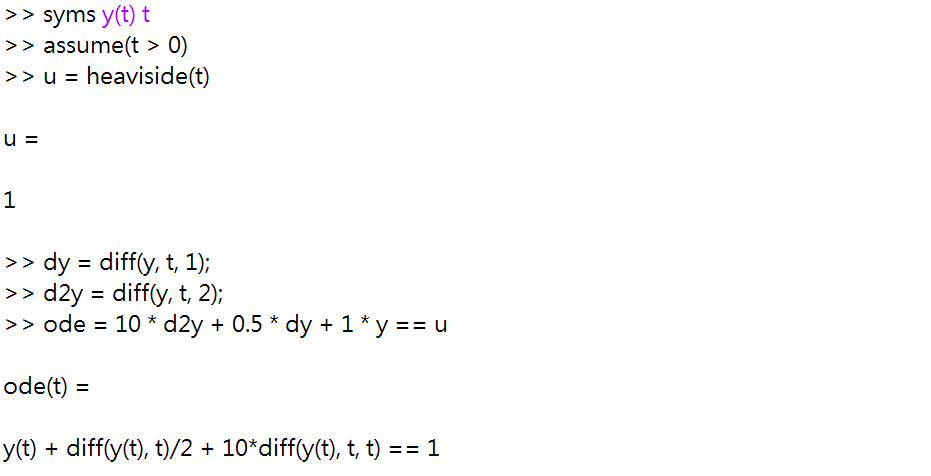 >> syms y(t) t
>> assume(t > 0)
>> u = heaviside(t)
u =
1
>> dy = diff(y, t, 1);
>> d2y = diff(y, t, 2);
>> ode = 10 * d2y + 0.5 * dy + 1 * y == u
ode(t) =
y(t) + diff(y(t), t)/2 + 10*diff(y(t), t, t) == 1